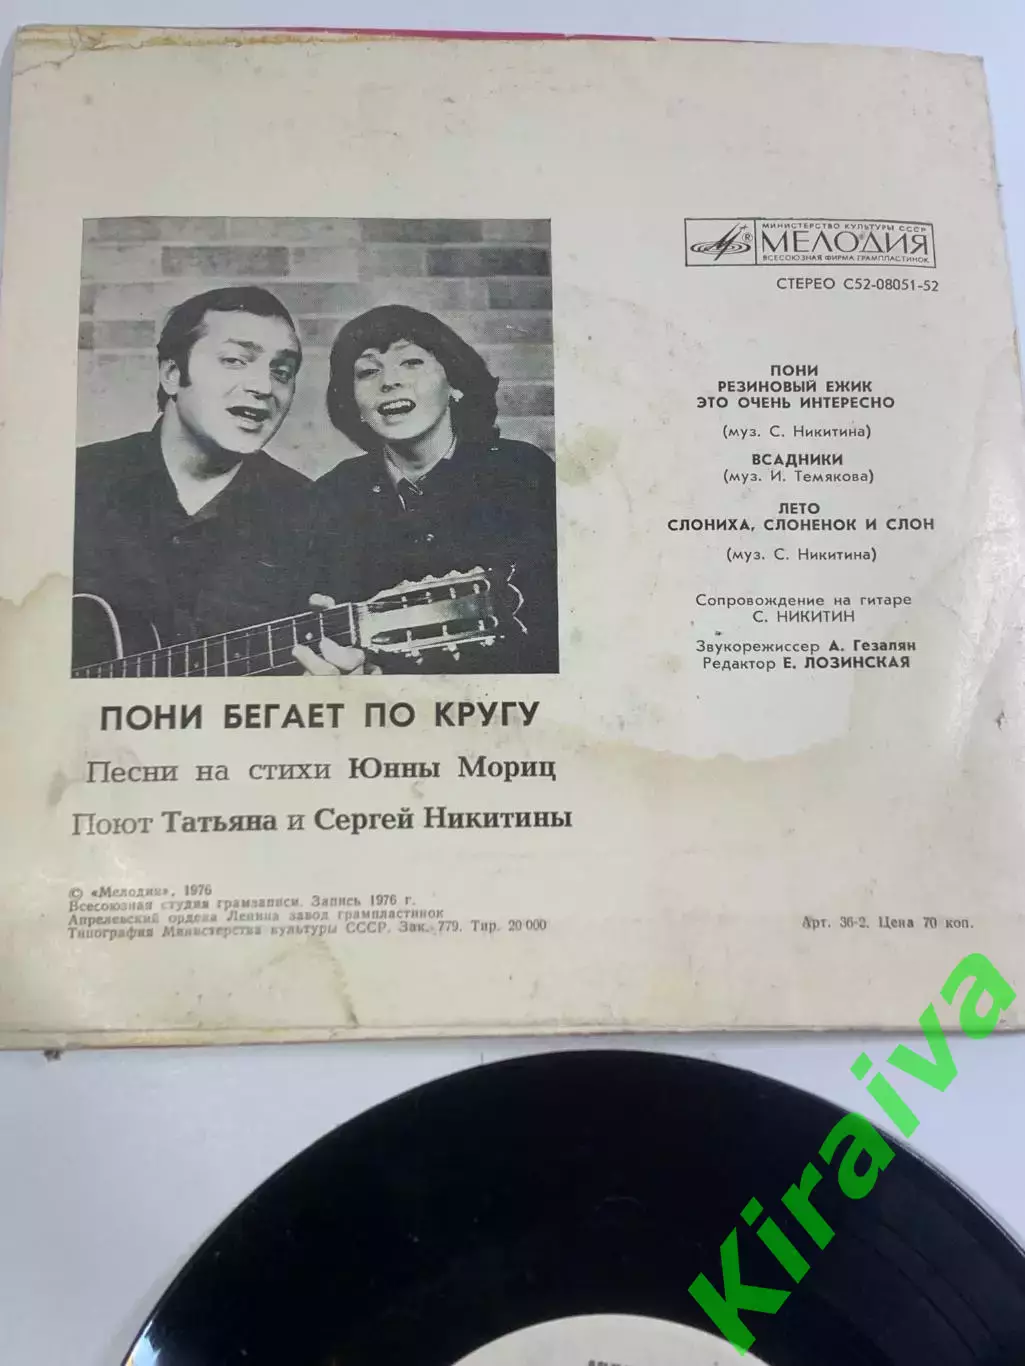 МИНИСТЕРСТВО КУЛЬТУРЫ СССР
МЕЛОДИЯ
ВСЕСОЮЗНАЯ ФИРМА ГРАМПЛАСТИНОК
СТЕРЕО С52-08051-52
ПОНИ
РЕЗИНОВЫЙ ЕЖИК
ЭТО ОЧЕНЬ ИНТЕРЕСНО
(муз. С. Никитина)
ВСАДНИКИ
(муз. И. Темякова)
ЛЕТО
СЛОНИХА, СЛОНЕНОК И СЛОН
(муз. С. Никитина)
Сопровождение на гитаре
С. НИКИТИН
Звукорежиссер А. Гезалян
Редактор Е. ЛОЗИНСКАЯ
ПОНИ БЕГАЕТ ПО КРУГУ
Песни на стихи Юнны Мориц
Поют Татьяна и Сергей Никитины
© «Мелодия», 1976
Всесоюзная студия грамзаписи. Запись 1976 г.
Апрелевский ордена Ленина завод грампластинок
Типография Министерства культуры СССР. Зак. 779. Тир. 20 000
Арт. 36-2. Цена 70 коп.
Kiraiva